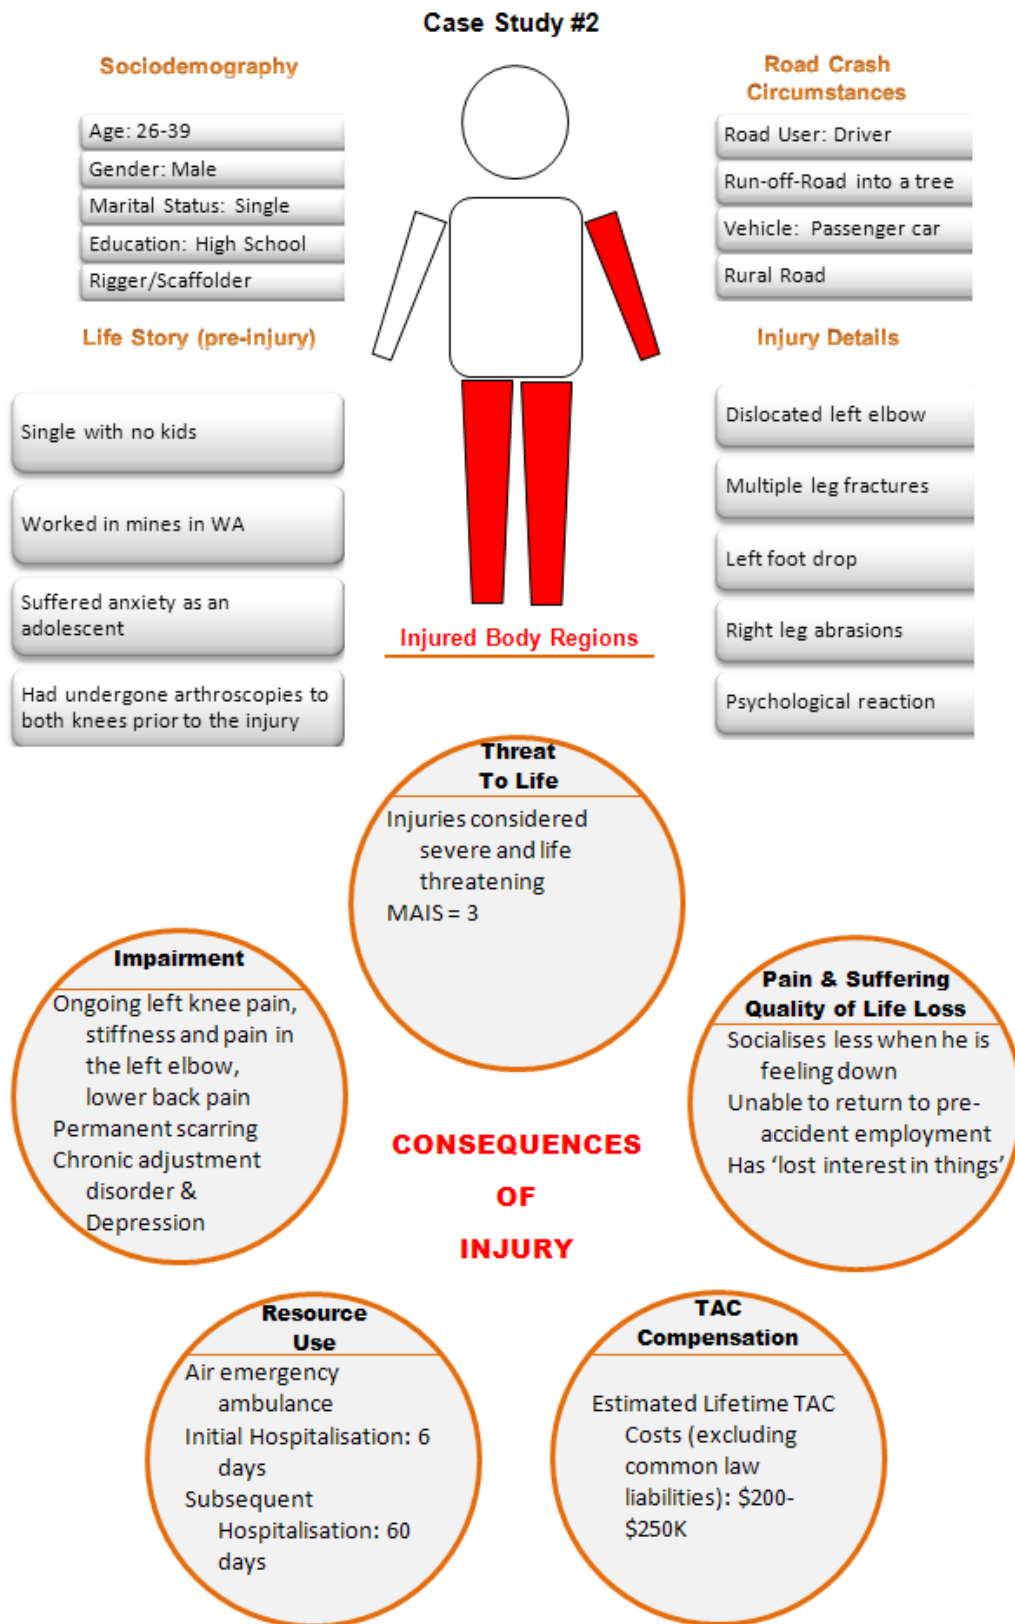 Case Study #2
Sociodemography
Age: 26-39
Gender: Male
Marital Status: Single
Education: High School
Rigger/Scaffolder
Road Crash
Circumstances
Road User: Driver
Run-off-Road into a tree
Vehicle: Passenger car
Rural Road
Life Story (pre-injury)
Single with no kids
Worked in mines in WA
Suffered anxiety as an
adolescent
Had undergone arthroscopies to
both knees prior to the injury
Injury Details
Dislocated left elbow
Multiple leg fractures
Left foot drop
Right leg abrasions
Psychological reaction
Injured Body Regions
Threat
To Life
Injuries considered
severe and life
threatening
MAIS = 3
Impairment
Ongoing left knee pain,
stiffness and pain in
the left elbow,
lower back pain
Permanent scarring
Chronic adjustment
disorder &
Depression
Pain & Suffering
Quality of Life Loss
Socialises less when he is
feeling down
Unable to return to pre-
accident employment
Has ‘lost interest in things’
CONSEQUENCES
OF
INJURY
Resource
Use
Air emergency
ambulance
Initial Hospitalisation: 6
days
Subsequent
Hospitalisation: 60
days
TAC
Compensation
Estimated Lifetime TAC
Costs (excluding
common law
liabilities): $200-
$250K